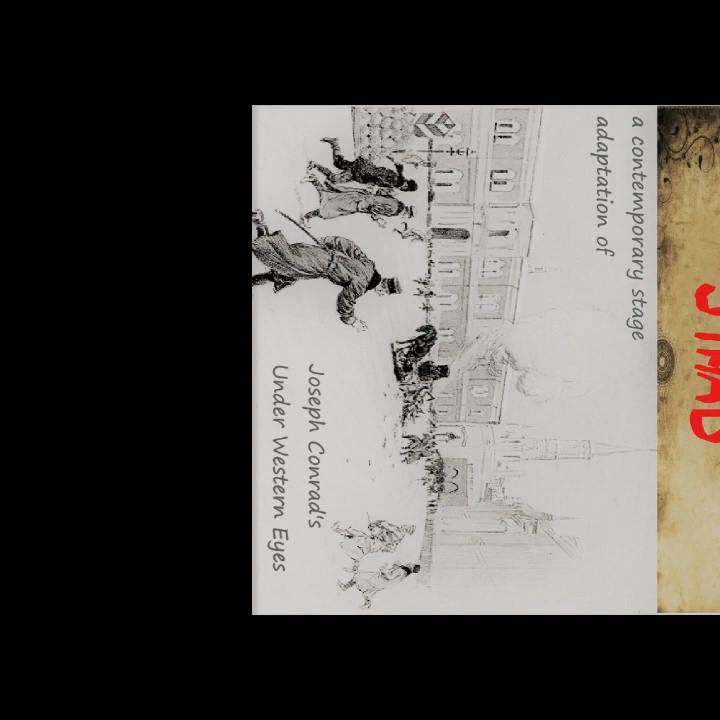 a contemporary stage
adaptation of
Joseph Conrad's
Under Western Eyes